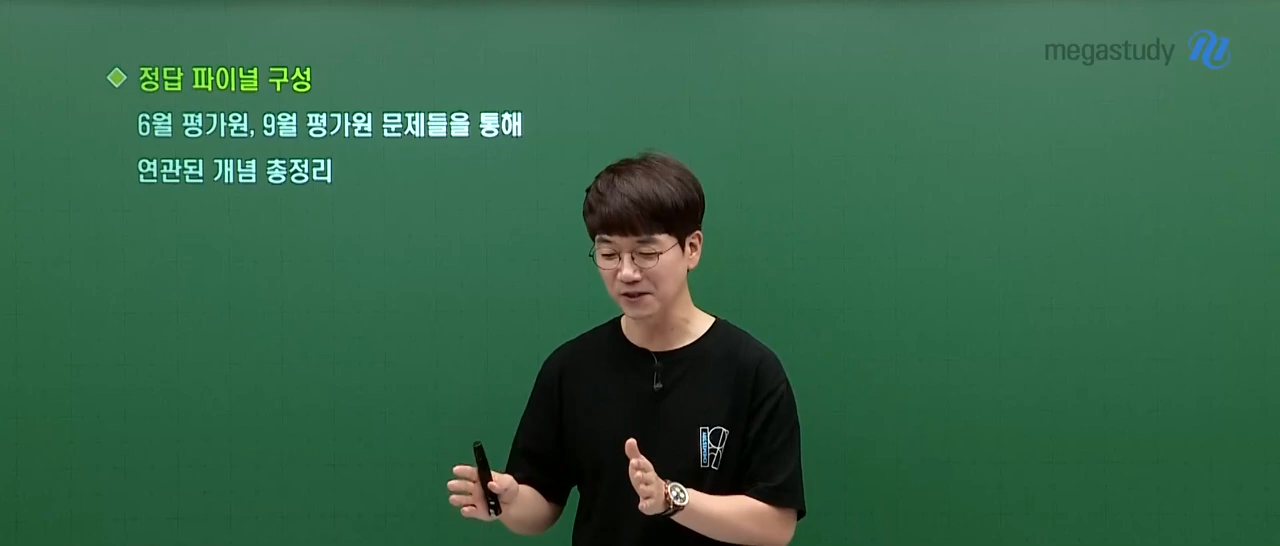 megastudy
정답 파이널 구성
6월 평가원, 9월 평가원 문제들을 통해
연관된 개념 총정리